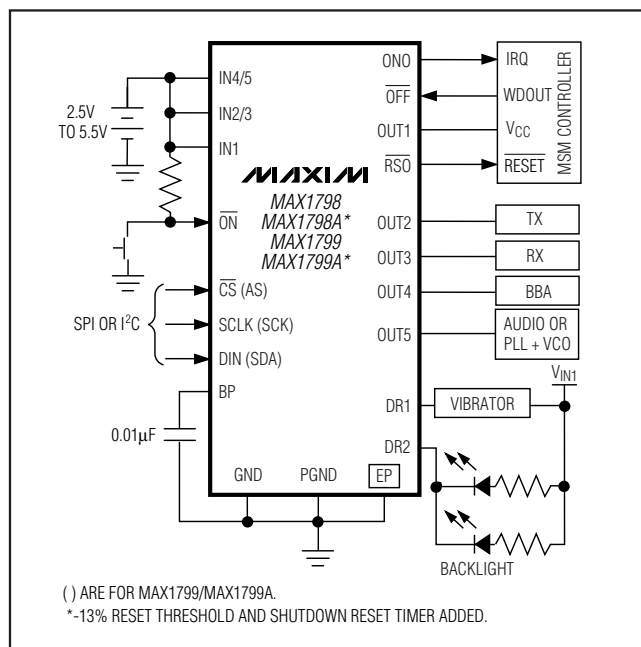 2.5V
TO 5.5V
IN4/5
IN2/3
IN1
ON
CS (AS)
SPI OR I²C
SCLK (SCK)
DIN (SDA)
BP
0.01µF
GND
PGND
EP
MAXIM
MAX1798
MAX1798A*
MAX1799
MAX1799A*
ONO
OFF
OUT1
RSO
OUT2
OUT3
OUT4
OUT5
DR1
DR2
IRQ
WDOUT
VCC
RESET
MSM CONTROLLER
TX
RX
BBA
AUDIO OR
PLL + VCO
VIN1
VIBRATOR
BACKLIGHT
( ) ARE FOR MAX1799/MAX1799A.
*-13% RESET THRESHOLD AND SHUTDOWN RESET TIMER ADDED.